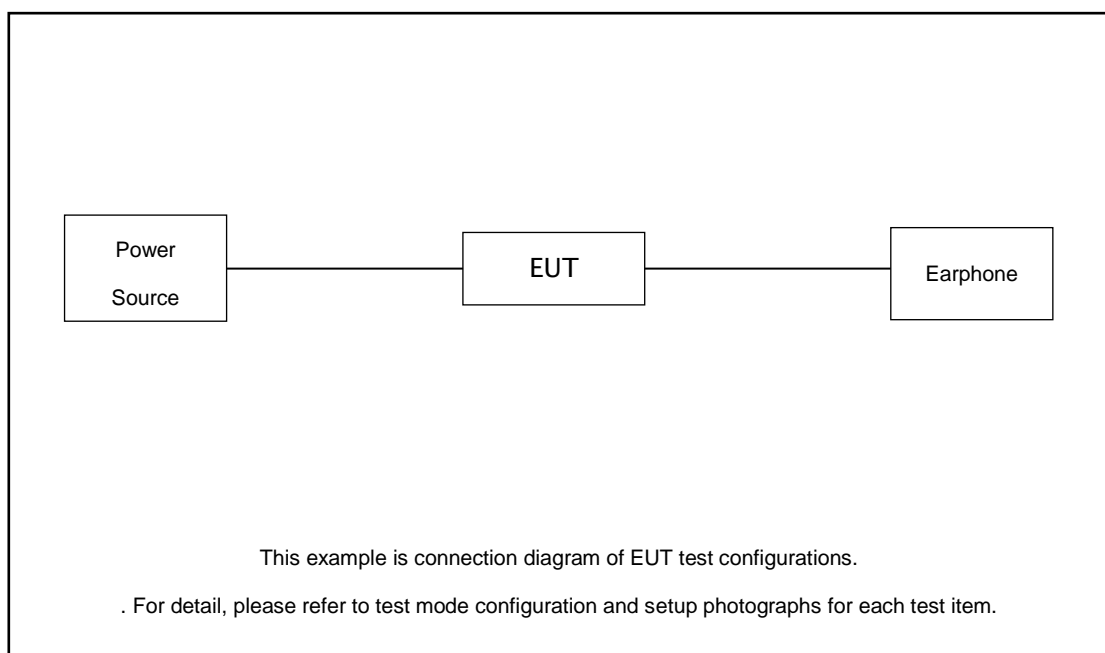 Power
Source
EUT
Earphone
This example is connection diagram of EUT test configurations.
. For detail, please refer to test mode configuration and setup photographs for each test item.